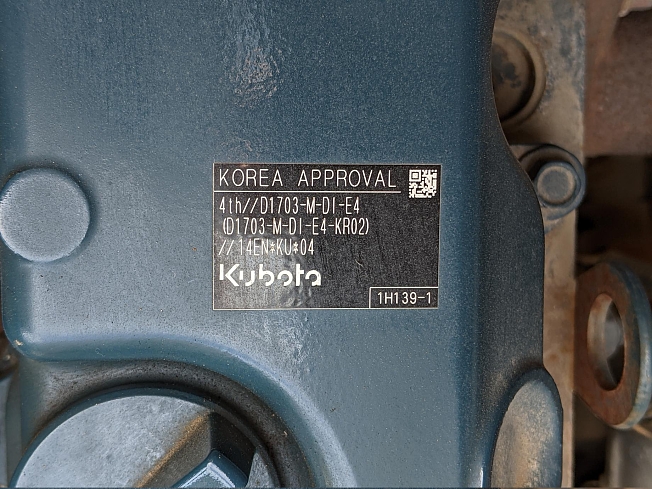 KOREA APPROVAL
4th//D1703-M-DI-E4
(D1703-M-DI-E4-KR02)
//14EN*KU*04
Kubota
1H139-1